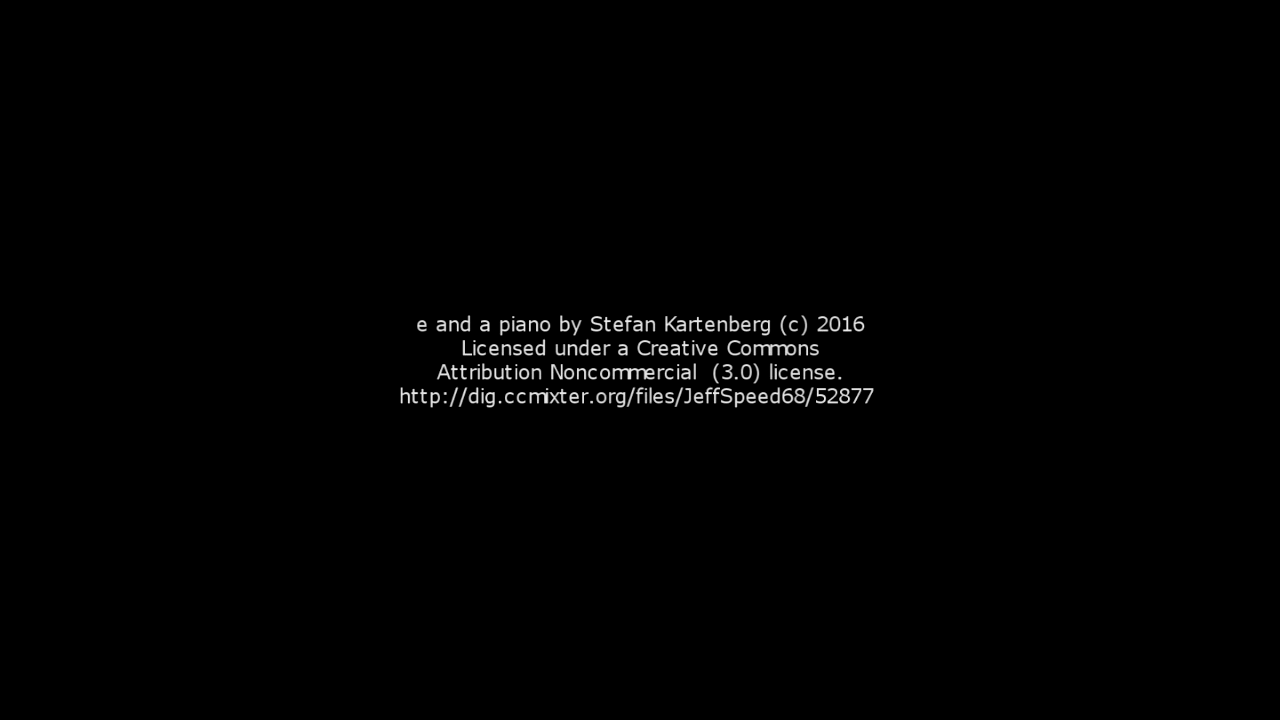 e and a piano by Stefan Kartenberg (c) 2016
Licensed under a Creative Commons
Attribution Noncommercial  (3.0) license.
http://dig.ccmixter.org/files/JeffSpeed68/52877